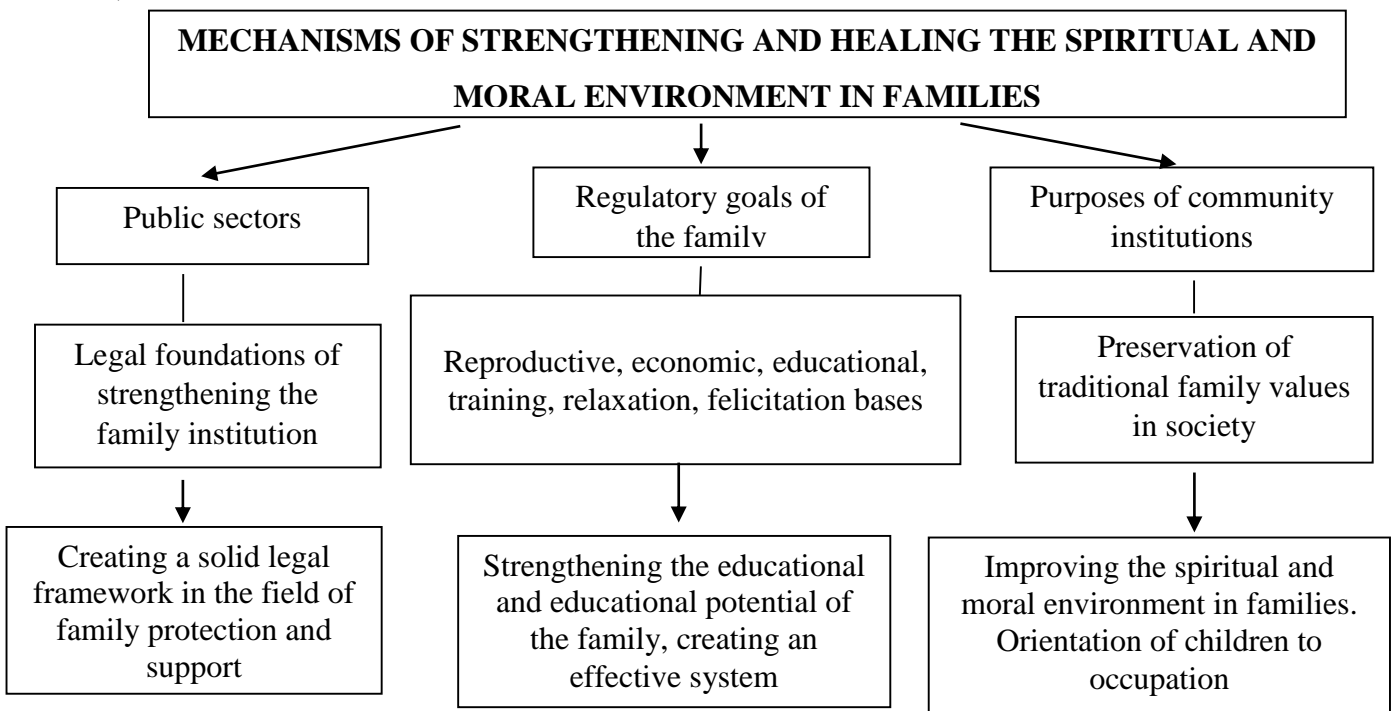 MECHANISMS OF STRENGTHENING AND HEALING THE SPIRITUAL AND
MORAL ENVIRONMENT IN FAMILIES
Public sectors
Regulatory goals of
the family
Purposes of community
institutions
Legal foundations of
strengthening the
family institution
Reproductive, economic, educational,
training, relaxation, felicitation bases
Preservation of
traditional family values
in society
Creating a solid legal
framework in the field of
family protection and
support
Strengthening the educational
and educational potential of
the family, creating an
effective system
Improving the spiritual and
moral environment in families.
Orientation of children to
occupation